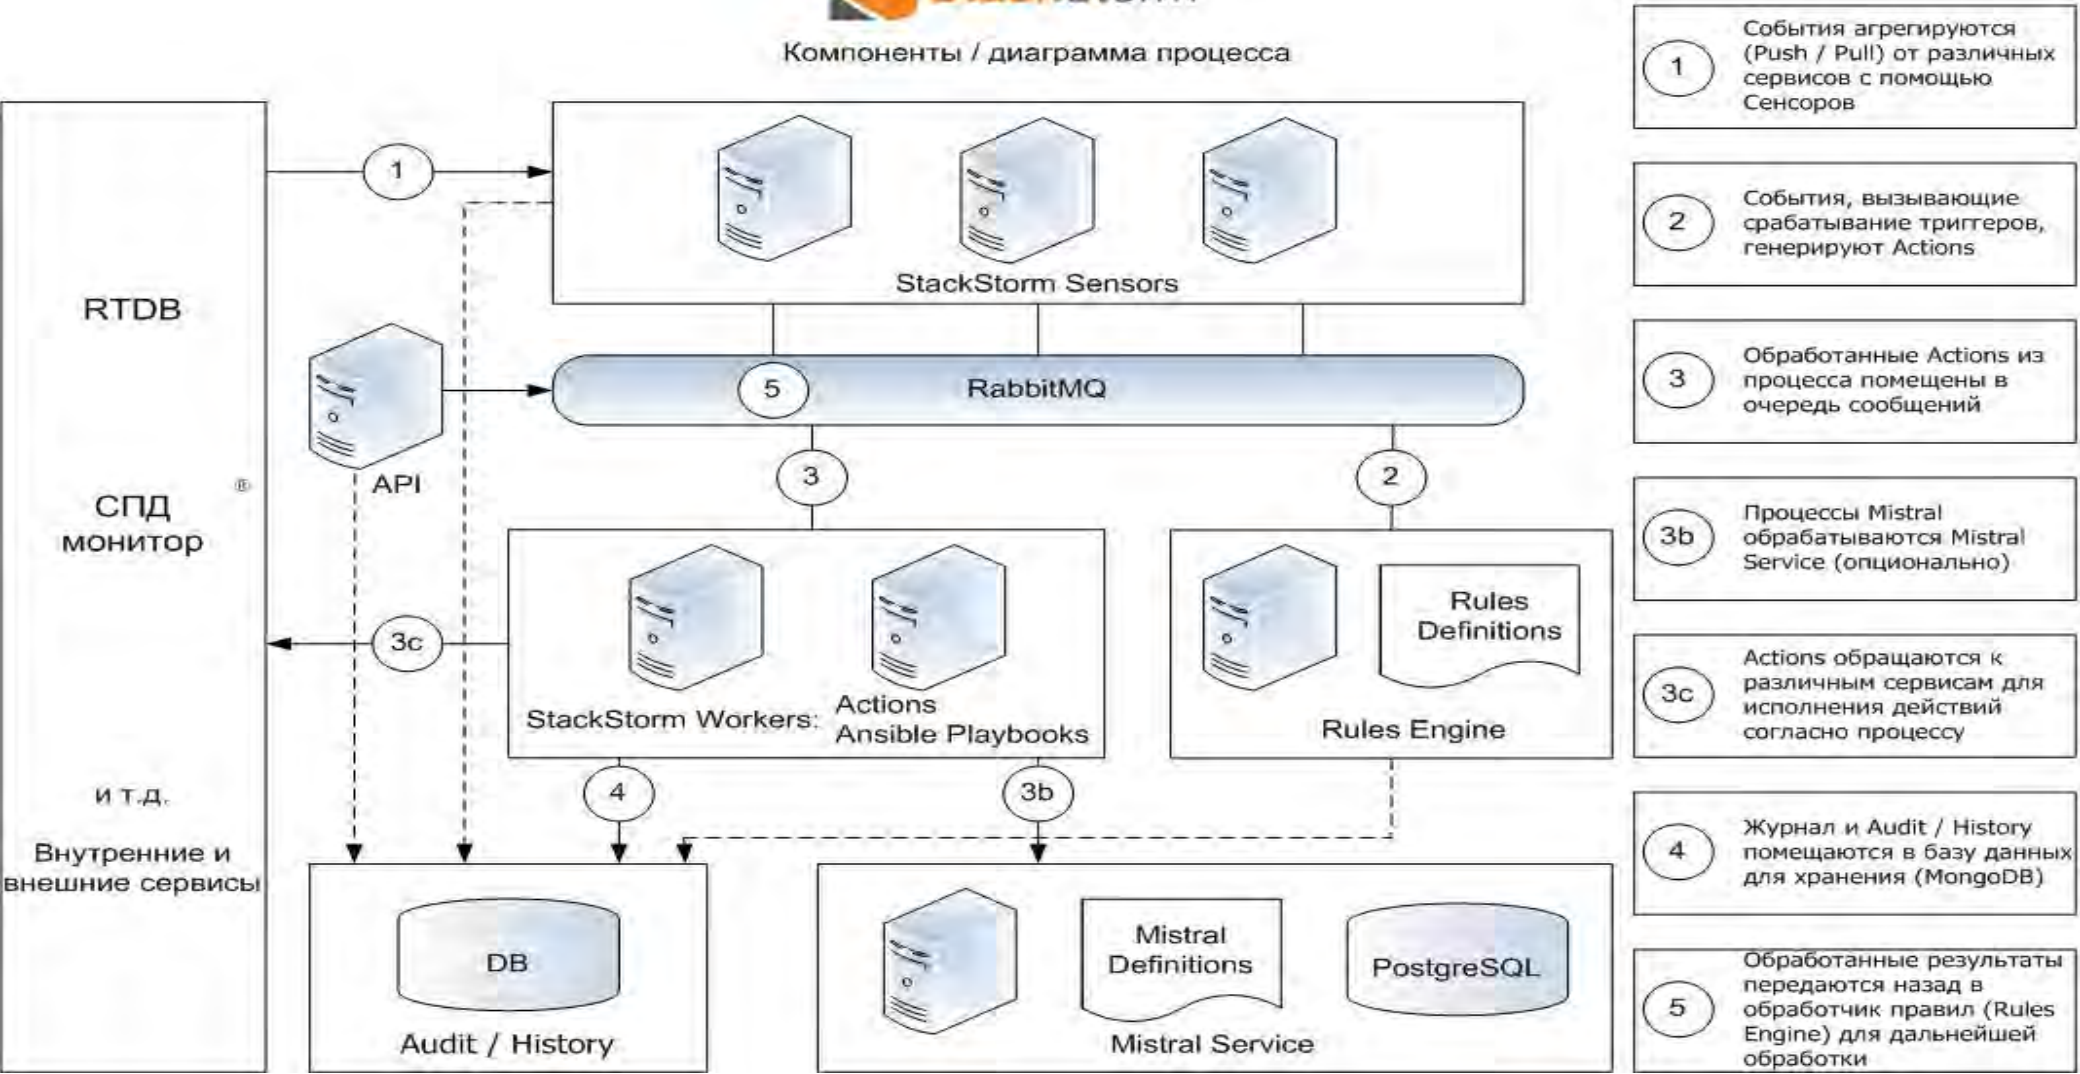 Компоненты / диаграмма процесса
RTDB
СПД
®
монитор
и т.д.
Внутренние и
внешние сервисы
1
StackStorm Sensors
API
5
RabbitMQ
3
2
3c
StackStorm Workers:
Actions
Ansible Playbooks
Rules
Definitions
Rules Engine
4
3b
DB
Audit / History
Mistral
Definitions
PostgreSQL
Mistral Service
1
События агрегируются
(Push / Pull) от различных
сервисов с помощью
Сенсоров
2
События, вызывающие
срабатывание триггеров,
генерируют Actions
3
Обработанные Actions из
процесса помещены в
очередь сообщений
3b
Процессы Mistral
обрабатываются Mistral
Service (опционально)
3c
Actions обращаются к
различным сервисам для
исполнения действий
согласно процессу
4
Журнал и Audit / History
помещаются в базу данных
для хранения (MongoDB)
5
Обработанные результаты
передаются назад в
обработчик правил (Rules
Engine) для дальнейшей
обработки